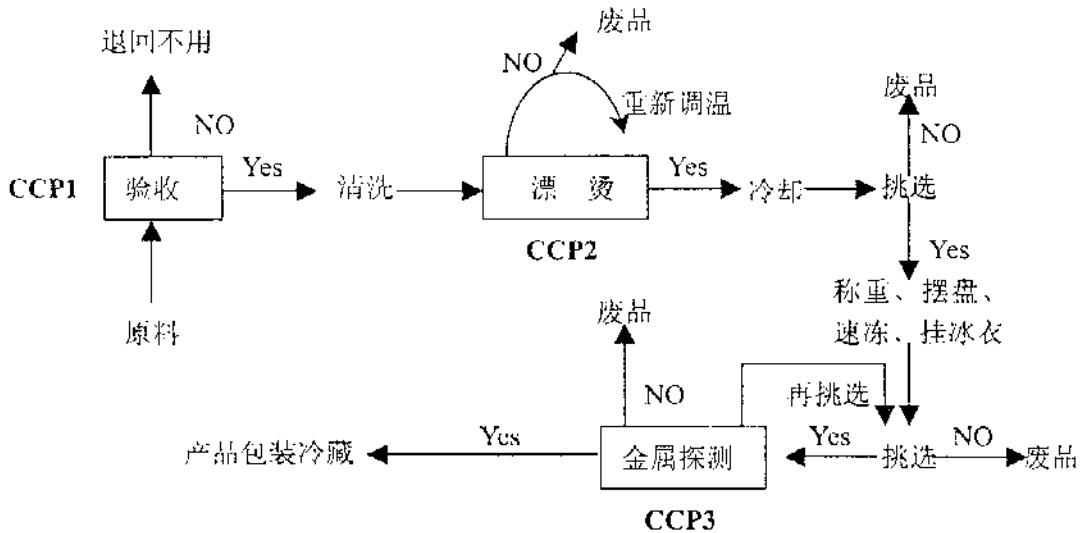 废品
退回不用
NO
重新调温
废品
NO
NO
CCP1
验收
Yes
清洗
漂 烫
Yes
冷却
挑选
CCP2
Yes
原料
称重、摆盘、
速冻、挂冰衣
废品
NO
再挑选
产品包装冷藏
Yes
金属探测
Yes
挑选
NO
废品
CCP3